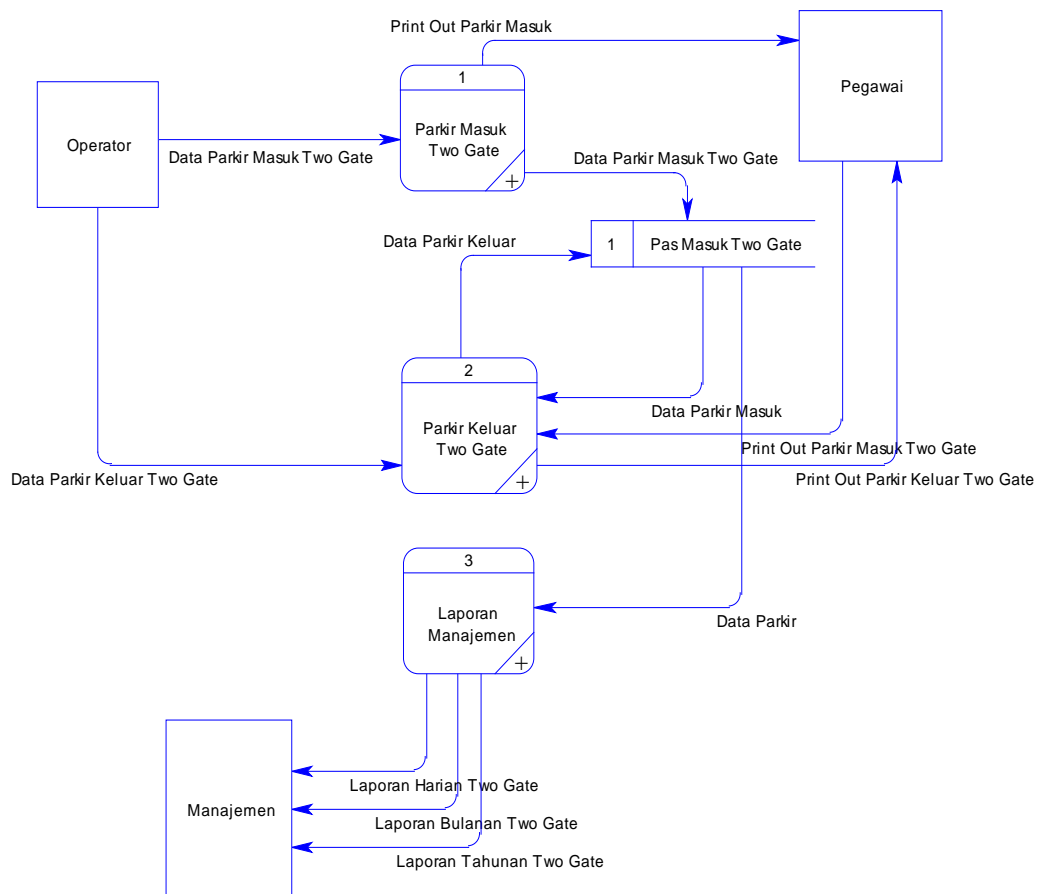 Print Out Parkir Masuk
1
Pegawai
Parkir Masuk
Two Gate
Operator
Data Parkir Masuk Two Gate
Data Parkir Masuk Two Gate
+
Data Parkir Keluar
1
Pas Masuk Two Gate
2
Parkir Keluar
Two Gate
Data Parkir Masuk
Print Out Parkir Masuk Two Gate
Data Parkir Keluar Two Gate
+
Print Out Parkir Keluar Two Gate
3
Laporan
Manajemen
Data Parkir
+
Laporan Harian Two Gate
Manajemen
Laporan Bulanan Two Gate
Laporan Tahunan Two Gate